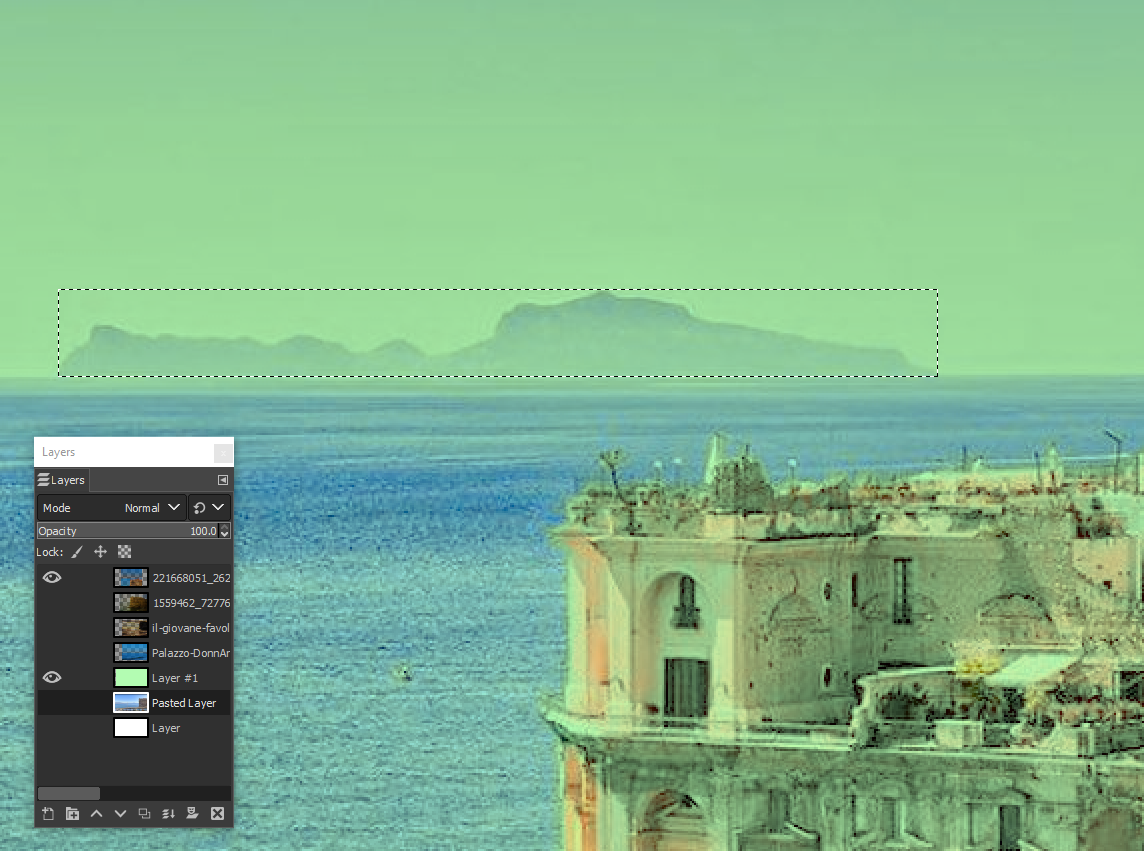 Layers
Layers
Mode Normal
Opacity 100.0
Lock:
221668051_262
1559462_72776
il-giovane-favol
Palazzo-DonnAr
Layer #1
Pasted Layer
Layer